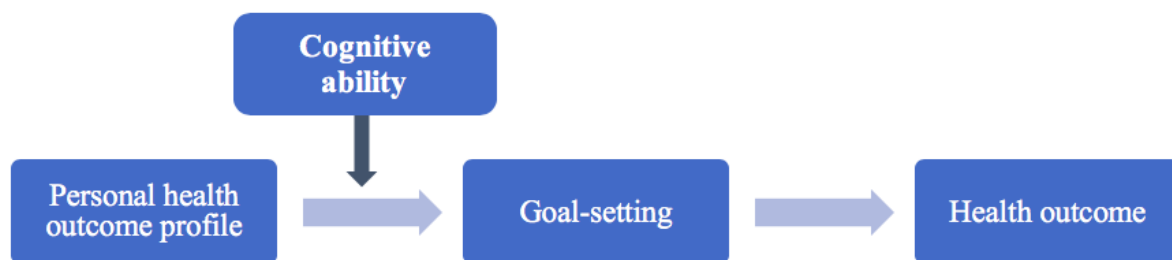 Cognitive
ability
Personal health
outcome profile
Goal-setting
Health outcome